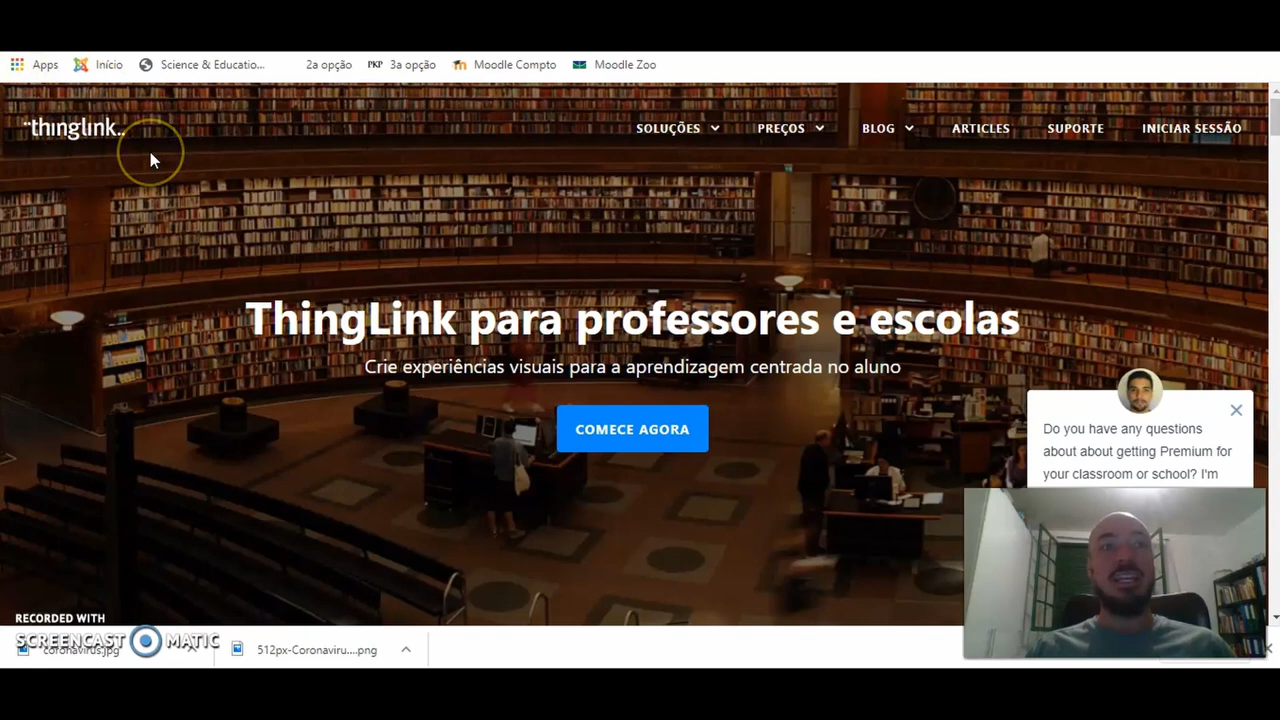 Apps
Início
Science & Educatio...
2a opção
PKP
3a opção
Moodle Compto
Moodle Zoo
¨thinglink..
SOLUÇÕES
PREÇOS
BLOG
ARTICLES
SUPORTE
INICIAR SESSÃO
ThingLink para professores e escolas
Crie experiências visuais para a aprendizagem centrada no aluno
COMECE AGORA
Do you have any questions
about about getting Premium for
your classroom or school? I'm
RECORDED WITH
SCREENCAST MATIC
coronavirus.jpg
512px-Coronaviru....png